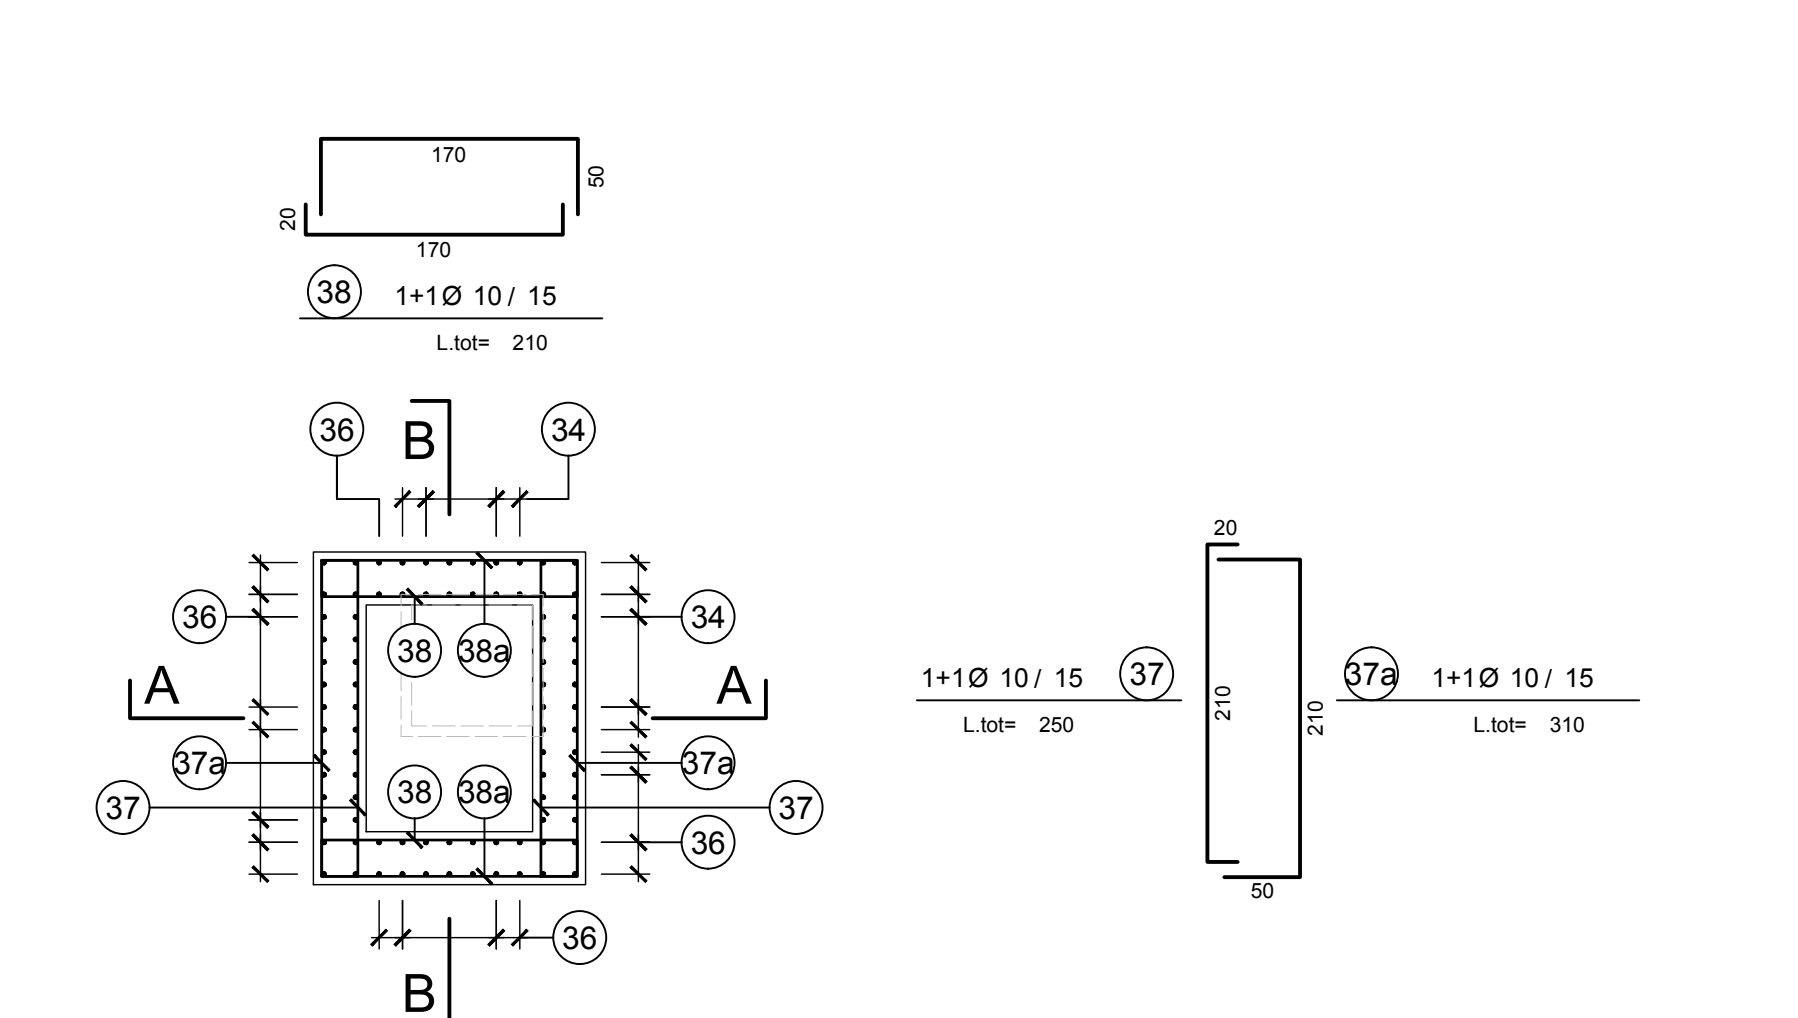 170
50
20
170
38 1+1Ø 10 / 15
L.tot= 210
36 B 34
36 34
38 38a
A A
37a 38 38a 37a
37 37
36
36
B
20
1+1Ø 10 / 15 37 37a 1+1Ø 10 / 15
210 210
L.tot= 250 L.tot= 310
50